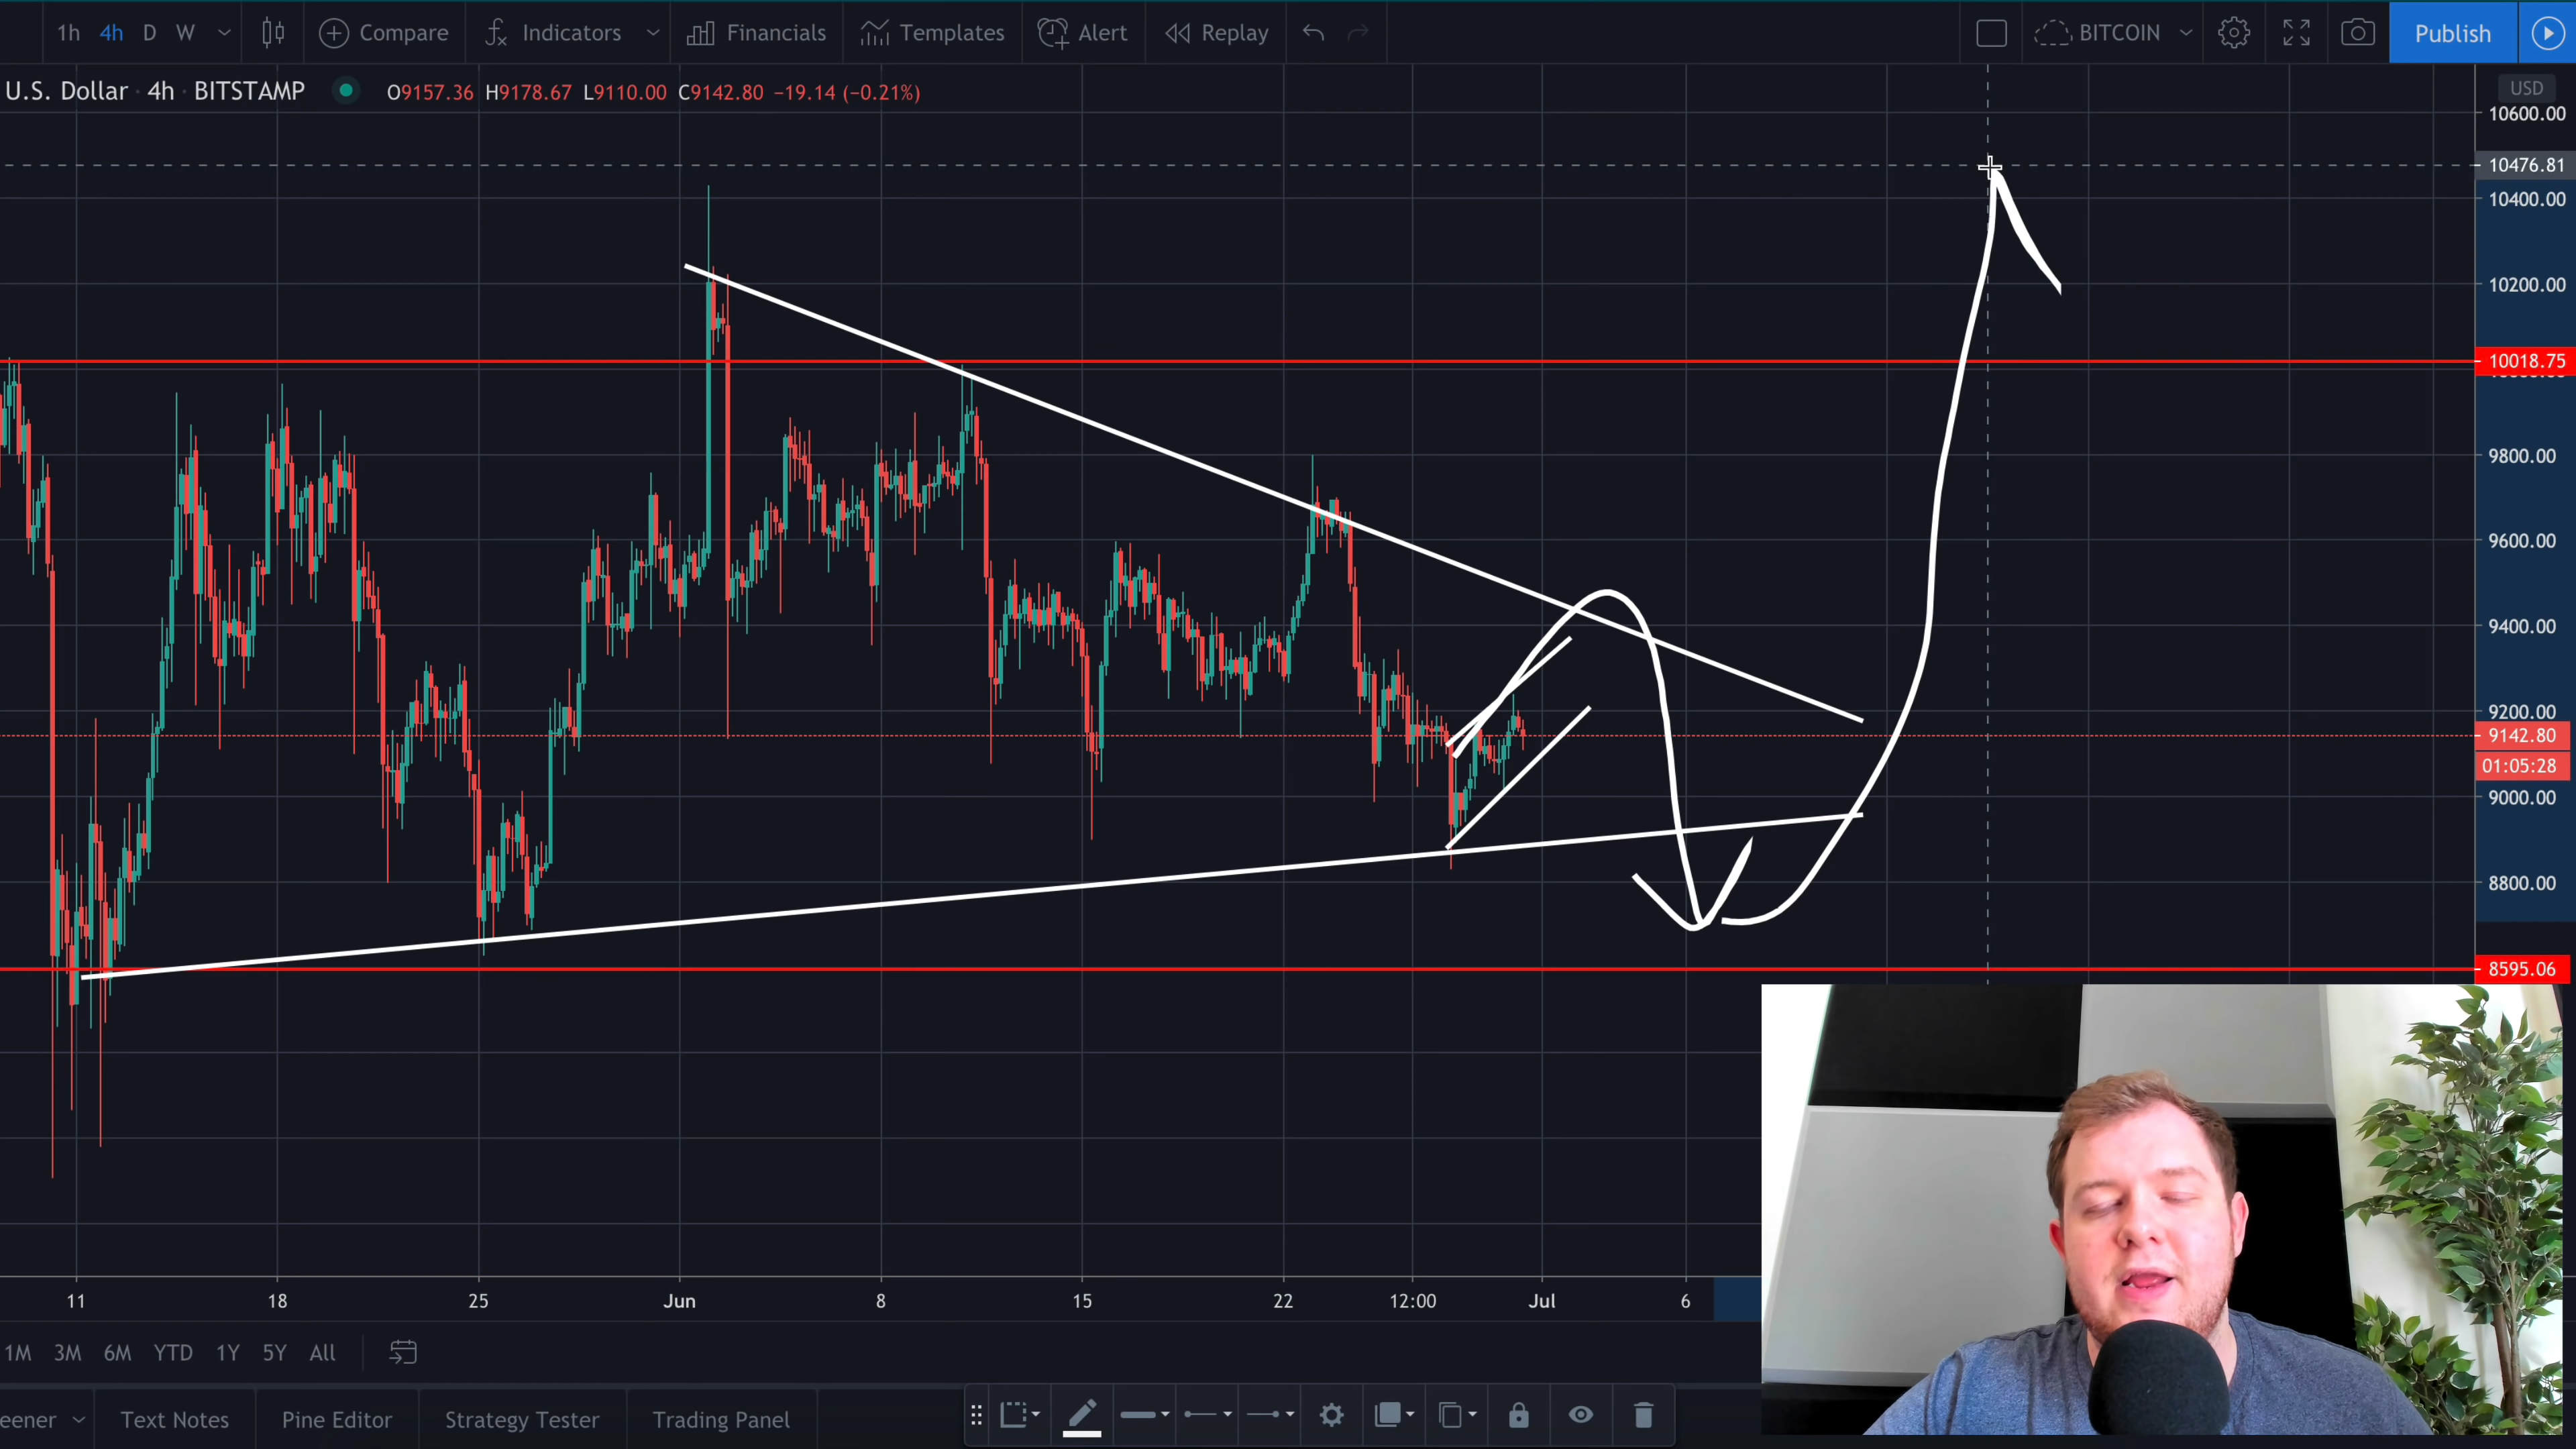 1h 4h D W Compare Indicators Financials Templates Alert Replay BITCOIN Publish
U.S. Dollar · 4h · BITSTAMP O9157.36 H9178.67 L9110.00 C9142.80 −19.14 (−0.21%)
USD
10600.00
10476.81
10400.00
10200.00
10018.75
9800.00
9600.00
9400.00
9200.00
9142.80
01:05:28
9000.00
8800.00
8595.06
11 18 25 Jun 8 15 22 12:00 Jul 6
1M 3M 6M YTD 1Y 5Y All
eener Text Notes Pine Editor Strategy Tester Trading Panel